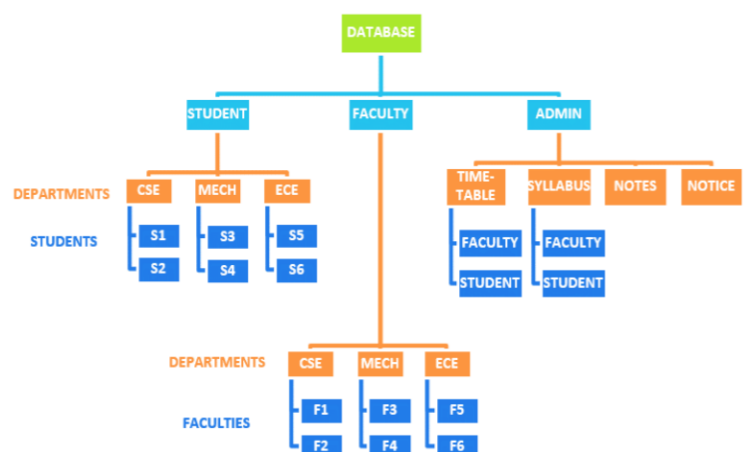 DATABASE
STUDENT FACULTY ADMIN
DEPARTMENTS CSE MECH ECE
TIME-
TABLE SYLLABUS NOTES NOTICE
STUDENTS S1 S3 S5
S2 S4 S6
FACULTY FACULTY
STUDENT STUDENT
DEPARTMENTS CSE MECH ECE
FACULTIES F1 F3 F5
F2 F4 F6